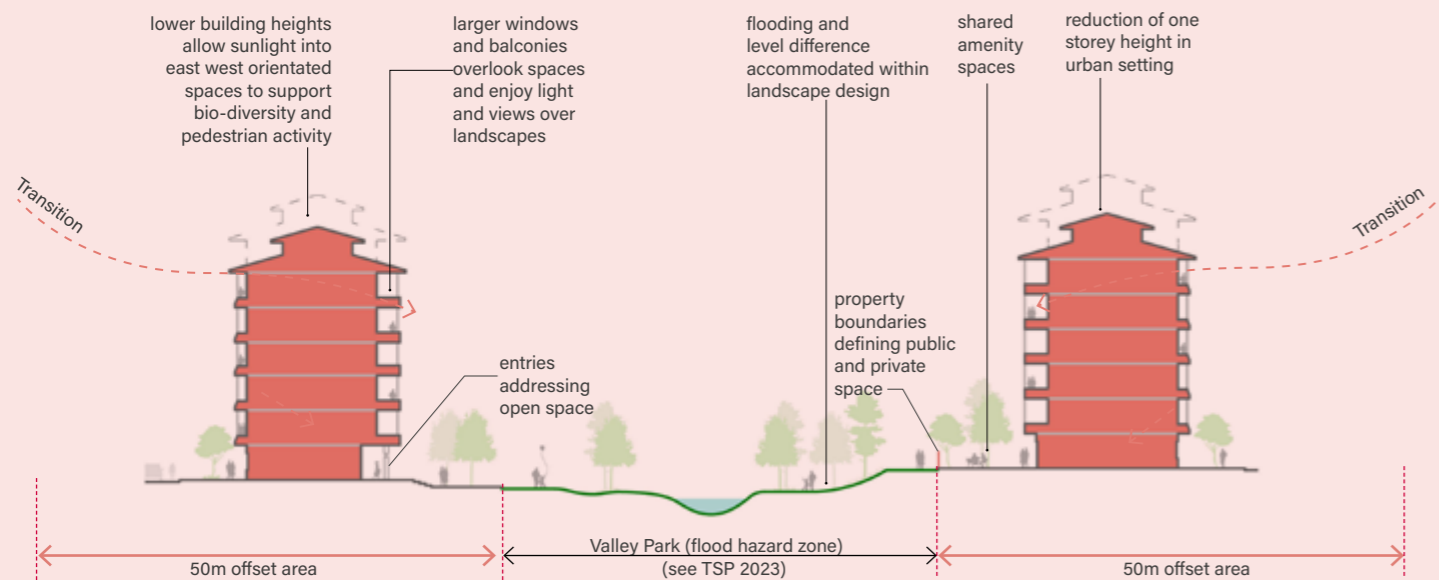 lower building heights
allow sunlight into
east west orientated
spaces to support
bio-diversity and
pedestrian activity
larger windows
and balconies
overlook spaces
and enjoy light
and views over
landscapes
flooding and
level difference
accommodated within
landscape design
shared
amenity
spaces
reduction of one
storey height in
urban setting
Transition
Transition
property
boundaries
defining public
and private
space
entries
addressing
open space
50m offset area
Valley Park (flood hazard zone)
(see TSP 2023)
50m offset area